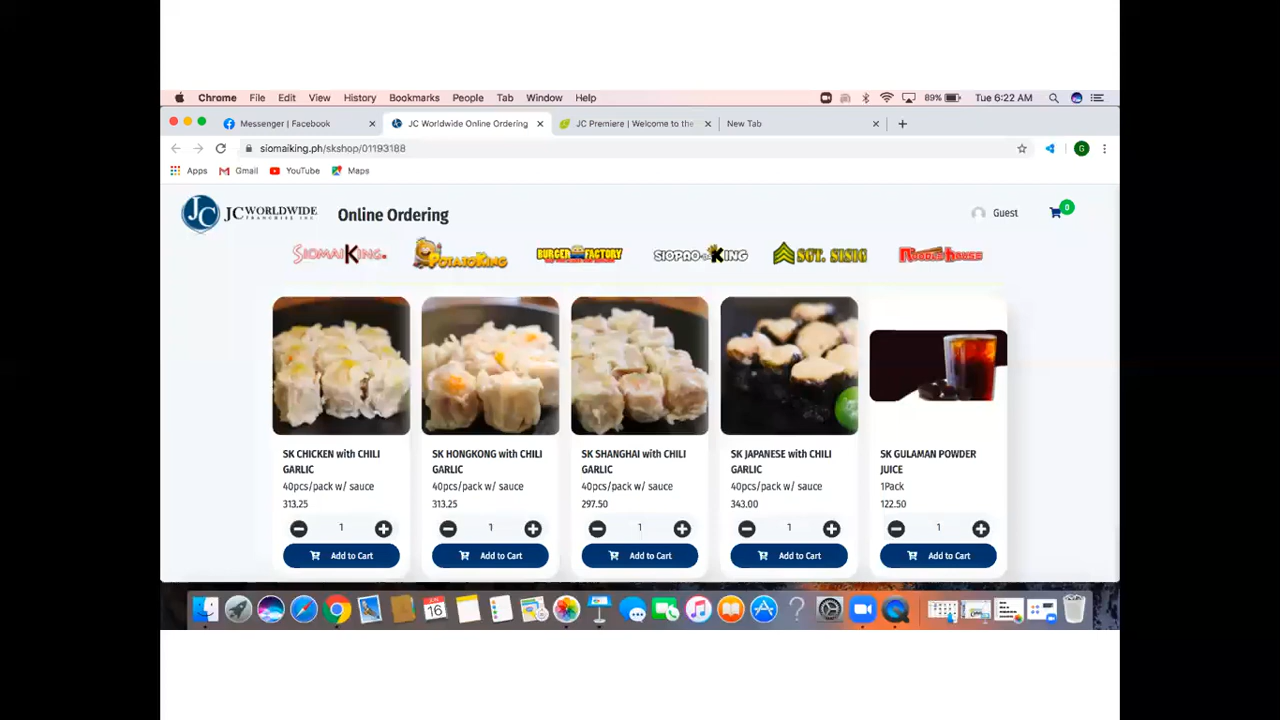 Chrome File Edit View History Bookmarks People Tab Window Help 89% Tue 6:22 AM
Messenger | Facebook JC Worldwide Online Ordering JC Premiere | Welcome to the New Tab
siomaiking.ph/skshop/01193188 G
Apps Gmail YouTube Maps
JC JCWORLDWIDE FRANCHISE INC Online Ordering Guest 0
SIOMAI KING POTATO KING BURGER FACTORY SIOPAO KING SGT. SISIG NOODLE HOUSE
SK CHICKEN with CHILI GARLIC
40pcs/pack w/ sauce
313.25
1
Add to Cart
SK HONGKONG with CHILI GARLIC
40pcs/pack w/ sauce
313.25
1
Add to Cart
SK SHANGHAI with CHILI GARLIC
40pcs/pack w/ sauce
297.50
1
Add to Cart
SK JAPANESE with CHILI GARLIC
40pcs/pack w/ sauce
343.00
1
Add to Cart
SK GULAMAN POWDER JUICE
1Pack
122.50
1
Add to Cart
16